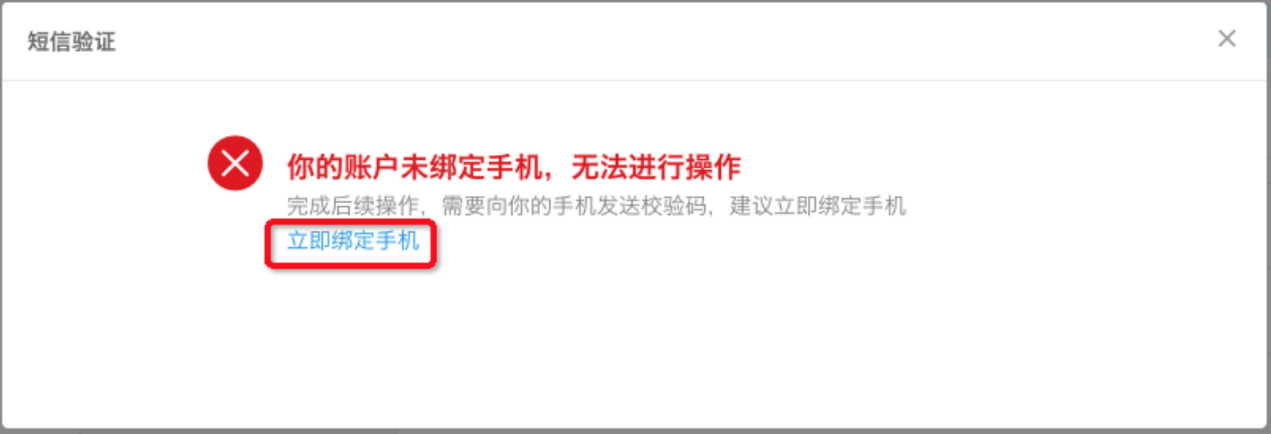 短信验证
你的账户未绑定手机，无法进行操作
完成后续操作，需要向你的手机发送校验码，建议立即绑定手机
立即绑定手机